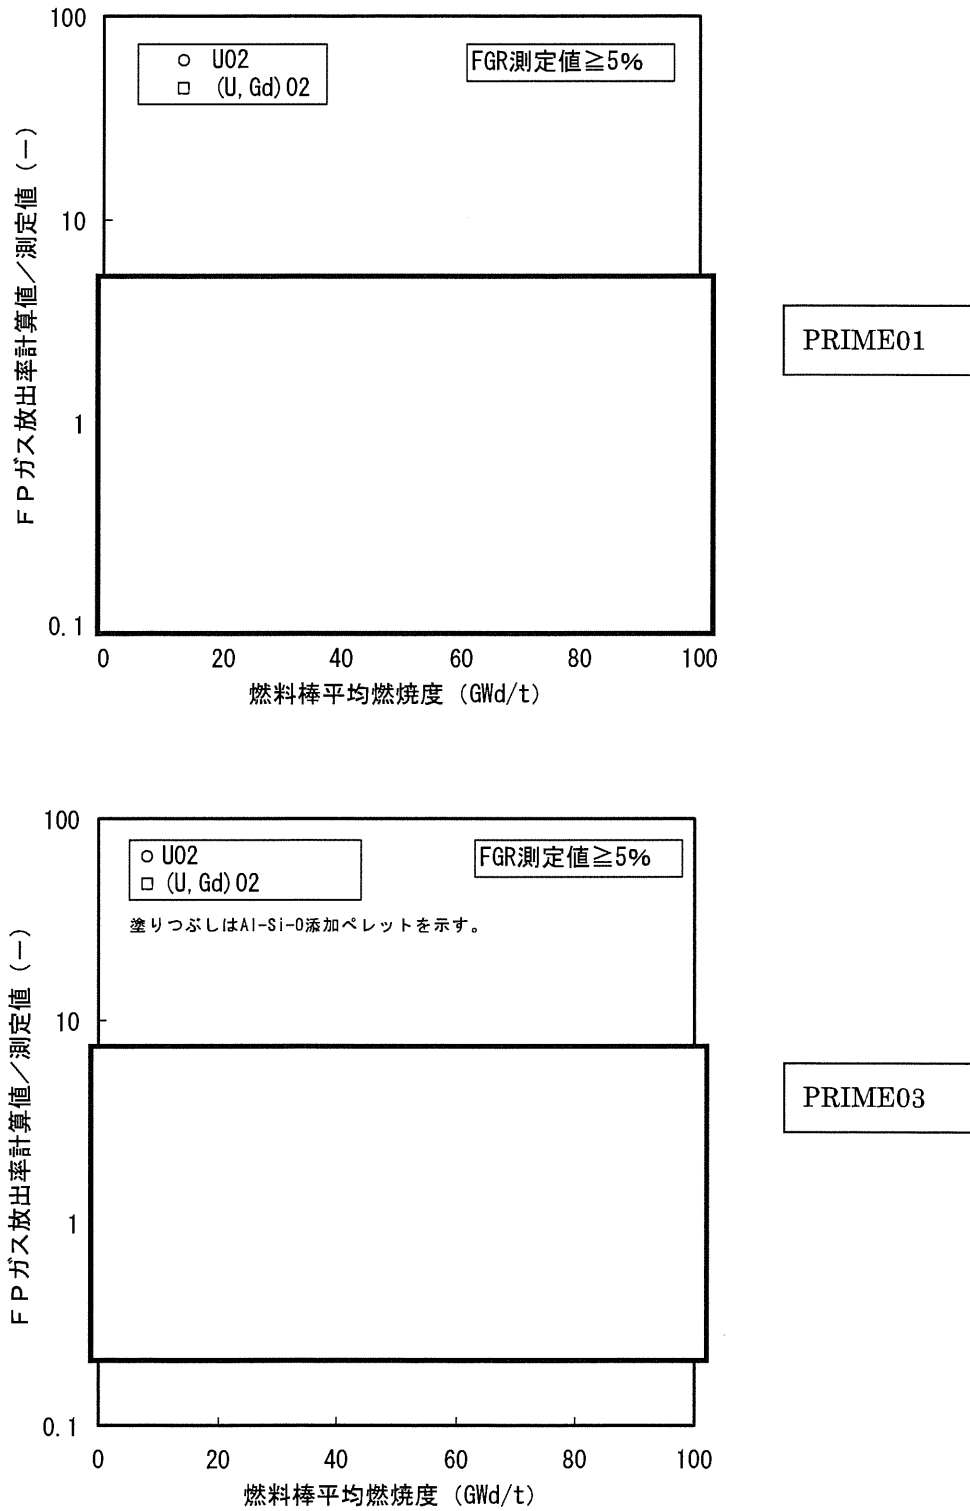 100
○ UO2
□ (U,Gd)O2
FGR測定値≧5%
10
1
0.1
FPガス放出率計算値/測定値 (-)
0 20 40 60 80 100
燃料棒平均燃焼度 (GWd/t)
PRIME01
100
○ UO2
□ (U,Gd)O2
FGR測定値≧5%
塗りつぶしはAl-Si-O添加ペレットを示す。
10
1
0.1
FPガス放出率計算値/測定値 (-)
0 20 40 60 80 100
燃料棒平均燃焼度 (GWd/t)
PRIME03